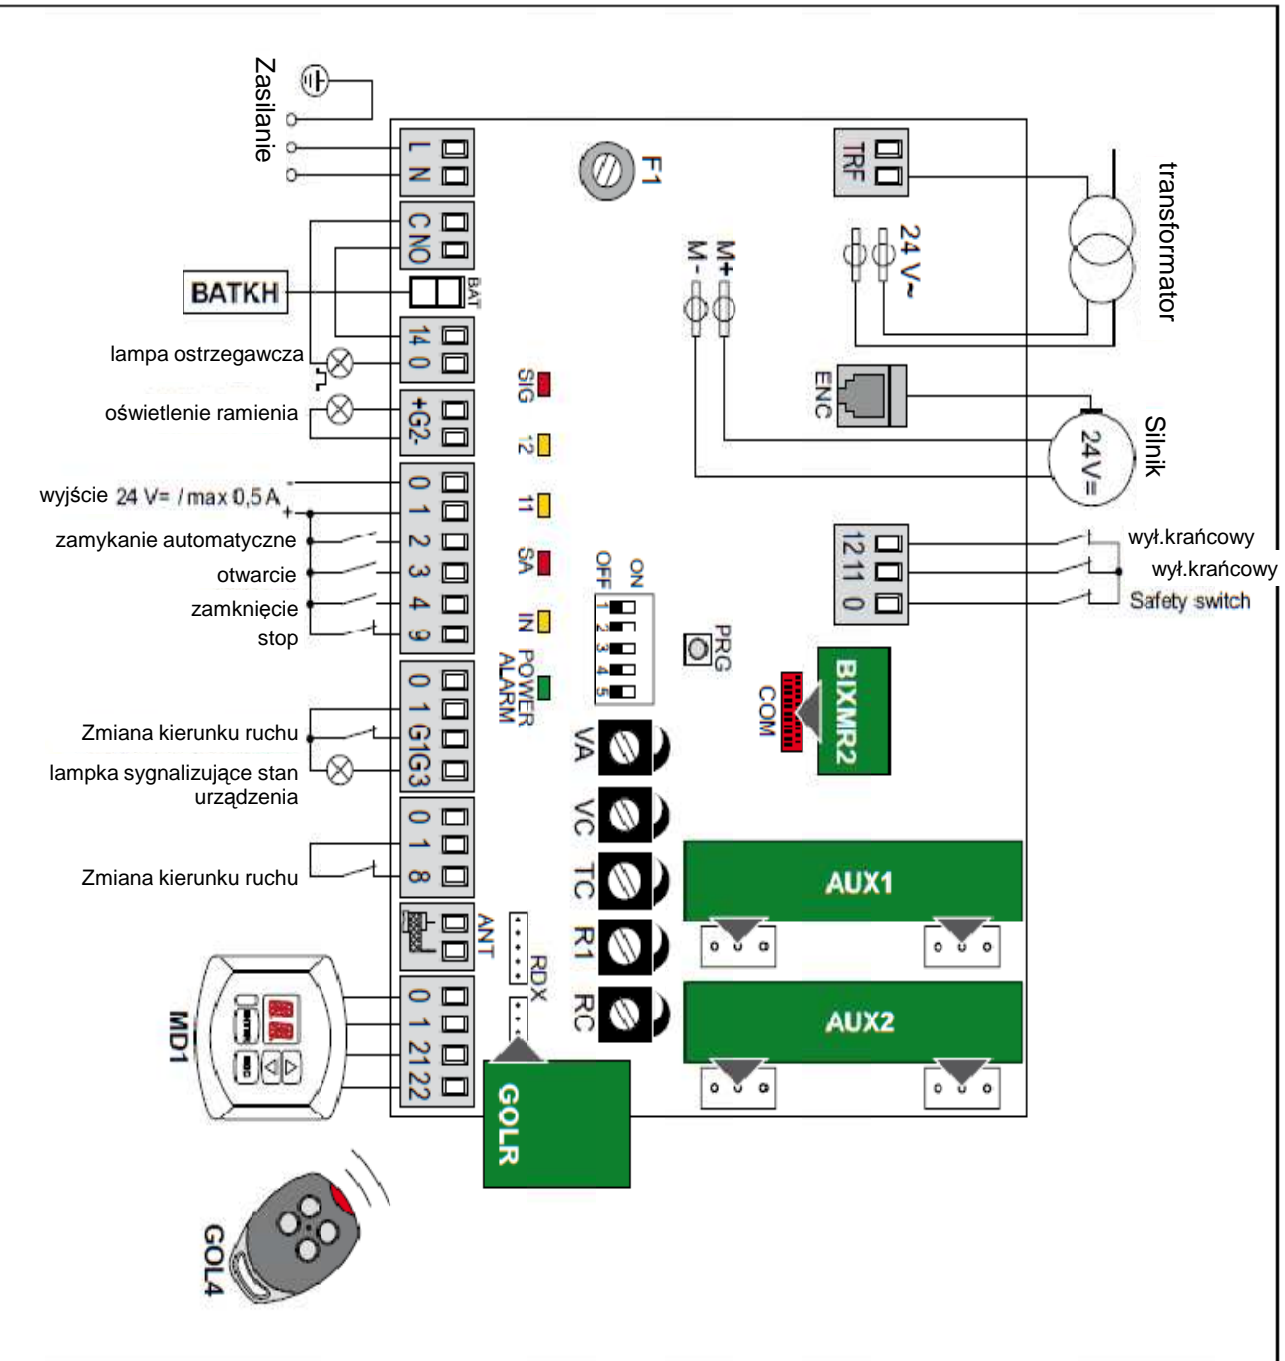 Zasilanie
L N
C NO
BAT
BATKH
14 0
lampa ostrzegawcza
+G2-
oświetlenie ramienia
0 1 2 3 4 9
wyjście 24 V= / max 0,5 A
-
+
zamykanie automatyczne
otwarcie
zamknięcie
stop
0 1 G1G3
Zmiana kierunku ruchu
lampka sygnalizujące stan
urządzenia
0 1 8
Zmiana kierunku ruchu
ANT
0 1 21 22
MD1
GOL4
F1
SIG
12
11
SA
IN
POWER
ALARM
ON
OFF
1
2
3
4
5
PRG
VA
VC
TC
R1
RC
RDX
GOLR
TRF
transformator
24 V~
M+
M -
ENC
Silnik
24V=
12 11 0
wył.krańcowy
wył.krańcowy
Safety switch
COM
BIXMR2
AUX1
AUX2